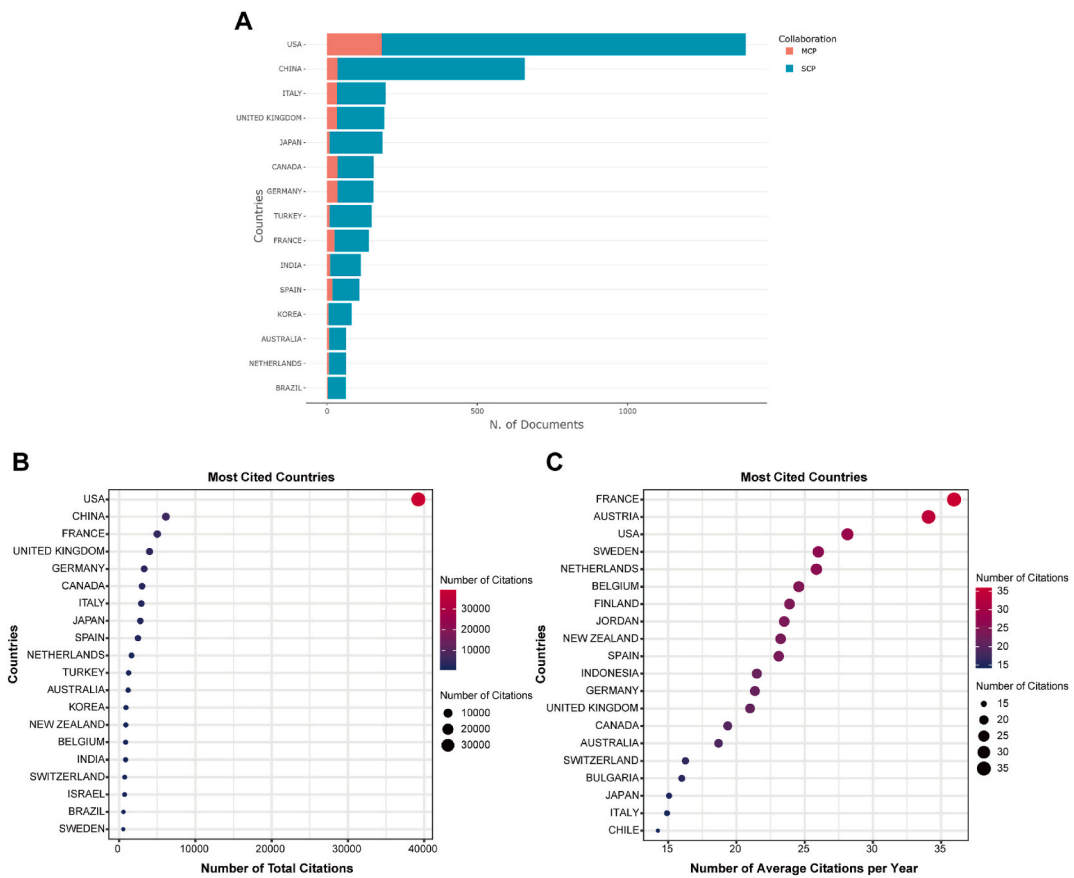 A
USA
CHINA
ITALY
UNITED KINGDOM
JAPAN
CANADA
GERMANY
TURKEY
FRANCE
INDIA
SPAIN
KOREA
AUSTRALIA
NETHERLANDS
BRAZIL
Countries
0 500 1000
N. of Documents
Collaboration
MCP
SCP
B
Most Cited Countries
USA
CHINA
FRANCE
UNITED KINGDOM
GERMANY
CANADA
ITALY
JAPAN
SPAIN
NETHERLANDS
TURKEY
AUSTRALIA
KOREA
NEW ZEALAND
BELGIUM
INDIA
SWITZERLAND
ISRAEL
BRAZIL
SWEDEN
Countries
0 10000 20000 30000 40000
Number of Total Citations
Number of Citations
30000
20000
10000
Number of Citations
10000
20000
30000
C
Most Cited Countries
FRANCE
AUSTRIA
USA
SWEDEN
NETHERLANDS
BELGIUM
FINLAND
JORDAN
NEW ZEALAND
SPAIN
INDONESIA
GERMANY
UNITED KINGDOM
CANADA
AUSTRALIA
SWITZERLAND
BULGARIA
JAPAN
ITALY
CHILE
Countries
15 20 25 30 35
Number of Average Citations per Year
Number of Citations
35
30
25
20
15
Number of Citations
15
20
25
30
35